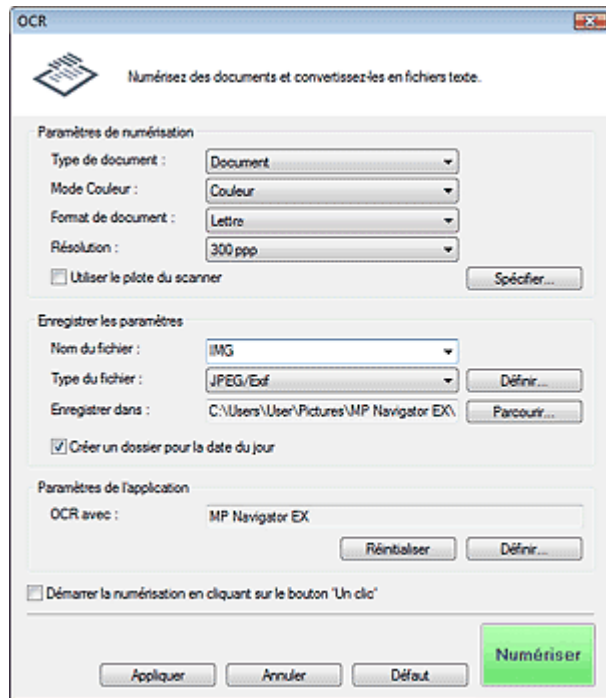 OCR
Numérisez des documents et convertissez-les en fichiers texte.
Paramètres de numérisation
Type de document : Document
Mode Couleur : Couleur
Format de document : Lettre
Résolution : 300 ppp
Utiliser le pilote du scanner Spécifier...
Enregistrer les paramètres
Nom du fichier : IMG
Type du fichier : JPEG/Exif Définir...
Enregistrer dans : C:\Users\User\Pictures\MP Navigator EX\ Parcourir...
Créer un dossier pour la date du jour
Paramètres de l'application
OCR avec : MP Navigator EX
Réinitialiser Définir...
Démarrer la numérisation en cliquant sur le bouton "Un clic"
Appliquer Annuler Défaut Numériser